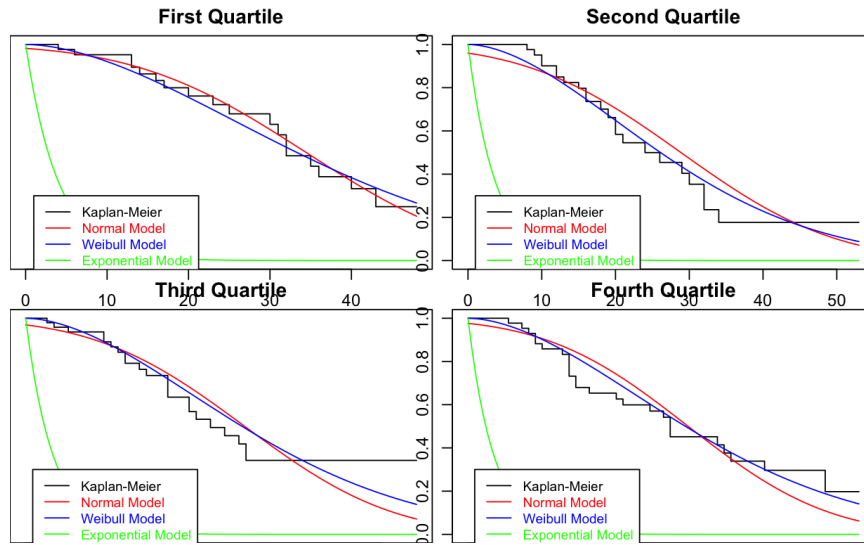 First Quartile
Second Quartile
0.0 0.2 0.4 0.6 0.8 1.0
Kaplan-Meier
Normal Model
Weibull Model
Exponential Model
Kaplan-Meier
Normal Model
Weibull Model
Exponential Model
0 10 20 30 40
0 10 20 30 40 50
Third Quartile
Fourth Quartile
0.0 0.2 0.4 0.6 0.8 1.0
Kaplan-Meier
Normal Model
Weibull Model
Exponential Model
Kaplan-Meier
Normal Model
Weibull Model
Exponential Model